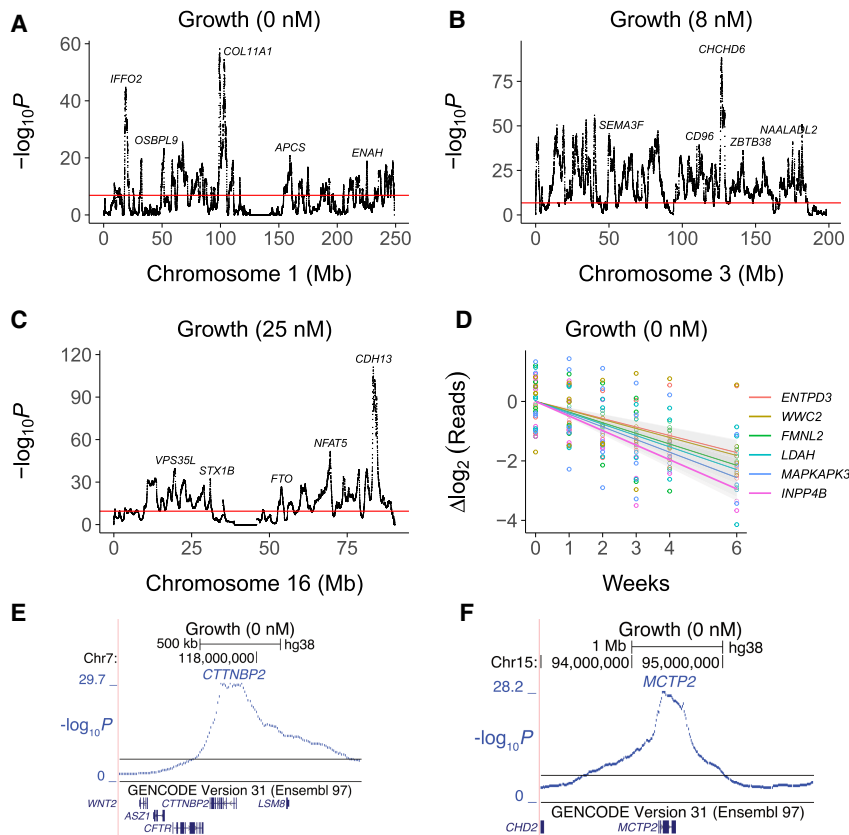 A
Growth (0 nM)
−log10P
60
40
20
0
IFFO2
OSBPL9
COL11A1
APCS
ENAH
0 50 100 150 200 250
Chromosome 1 (Mb)
B
Growth (8 nM)
−log10P
75
50
25
0
SEMA3F
CD96
CHCHD6
ZBTB38
NAALADL2
0 50 100 150 200
Chromosome 3 (Mb)
C
Growth (25 nM)
−log10P
120
90
60
30
0
VPS35L
STX1B
FTO
NFAT5
CDH13
0 25 50 75
Chromosome 16 (Mb)
D
Growth (0 nM)
Δlog2 (Reads)
0
−2
−4
0 1 2 3 4 6
Weeks
ENTPD3
WWC2
FMNL2
LDAH
MAPKAPK3
INPP4B
E
Growth (0 nM)
500 kb hg38
Chr7: 118,000,000
CTTNBP2
29.7
-log10P
0
GENCODE Version 31 (Ensembl 97)
WNT2 CTTNBP2 LSM8
ASZ1
CFTR
F
Growth (0 nM)
1 Mb hg38
Chr15: 94,000,000 95,000,000
MCTP2
28.2
-log10P
0
GENCODE Version 31 (Ensembl 97)
CHD2 MCTP2